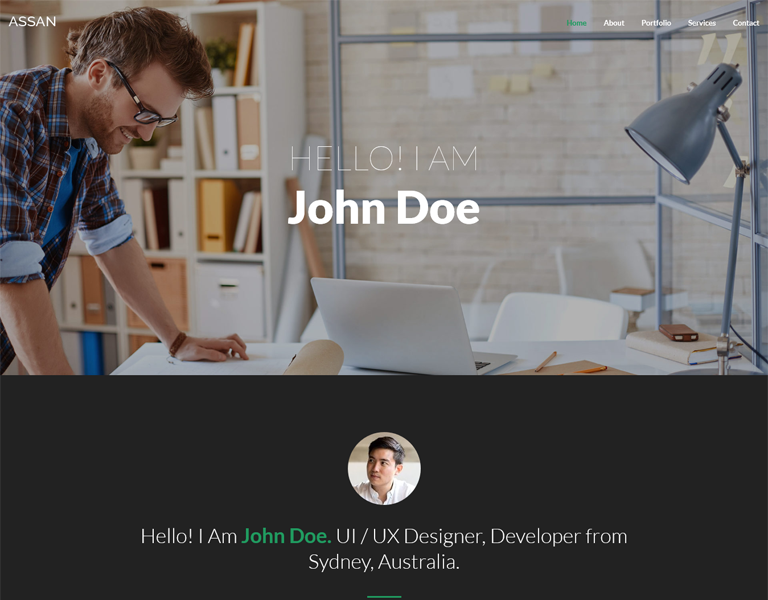 ASSAN
Home About Portfolio Services Contact
HELLO! I AM
John Doe
Hello! I Am John Doe. UI / UX Designer, Developer from
Sydney, Australia.